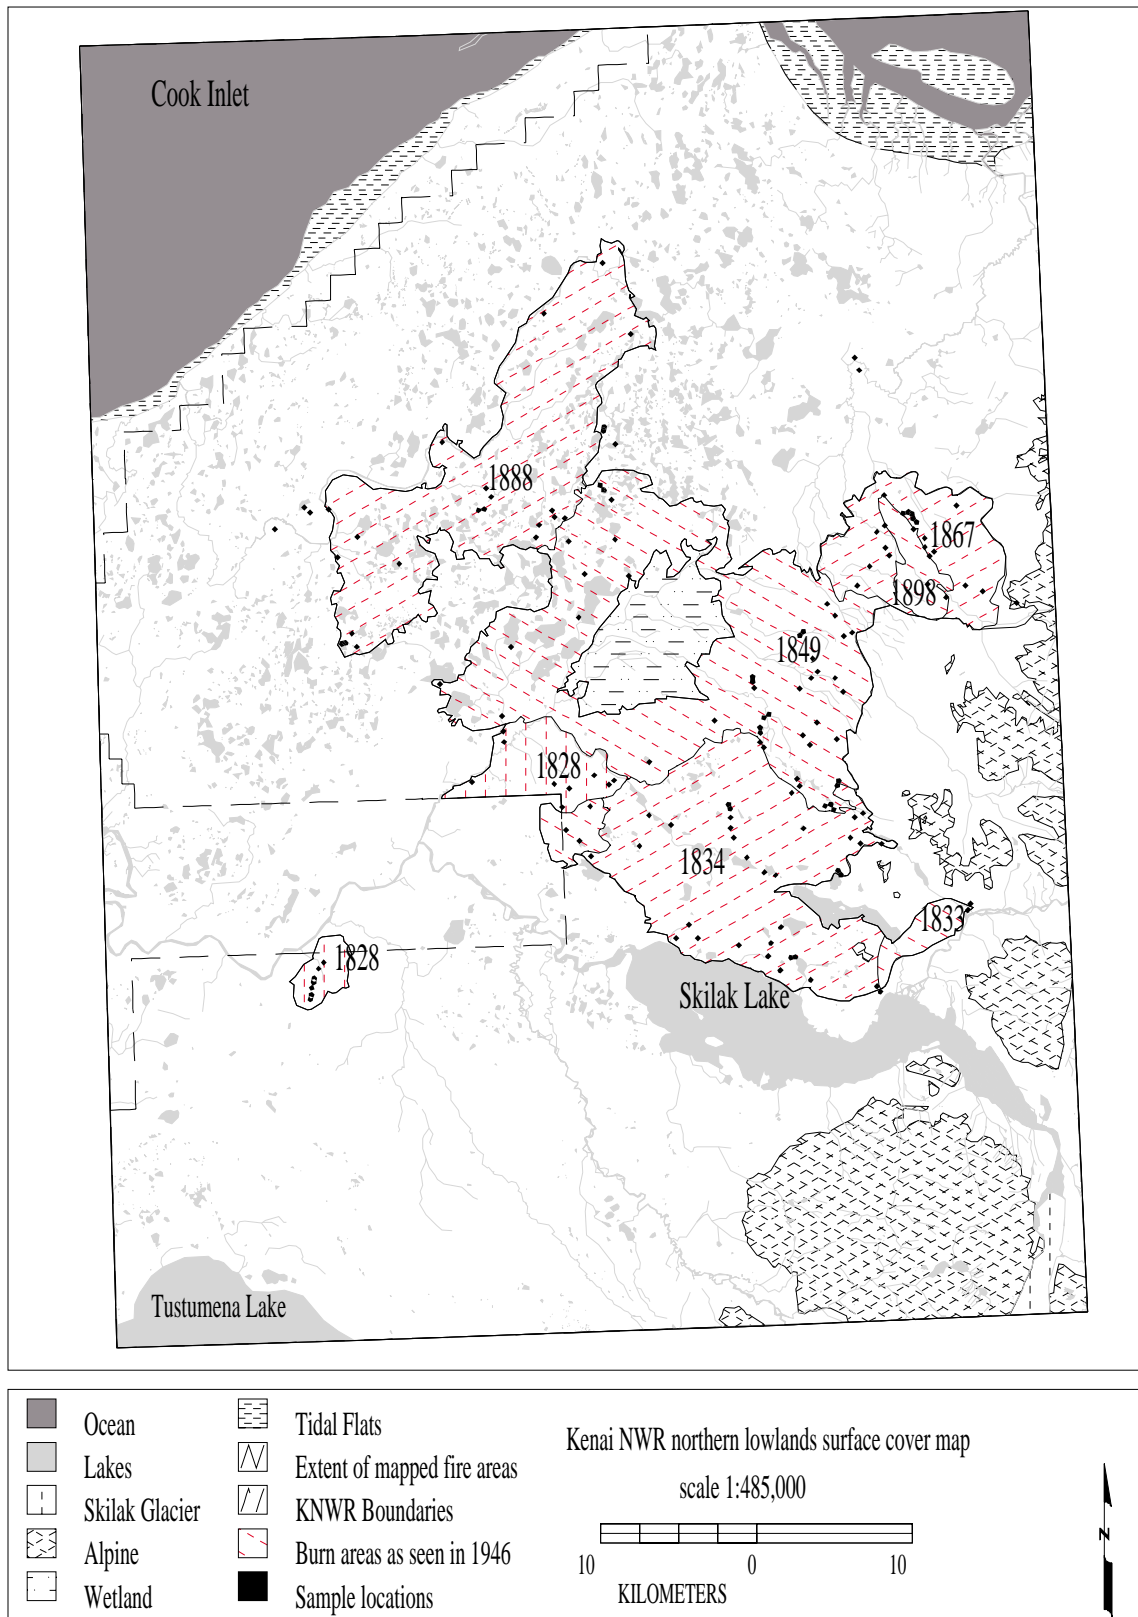 Cook Inlet
1888
1867
1898
1849
1828
1834
1833
1828
Skilak Lake
Tustumena Lake
Ocean
Lakes
Skilak Glacier
Alpine
Wetland
Tidal Flats
Extent of mapped fire areas
KNWR Boundaries
Burn areas as seen in 1946
Sample locations
Kenai NWR northern lowlands surface cover map
scale 1:485,000
10 0 10
KILOMETERS
N